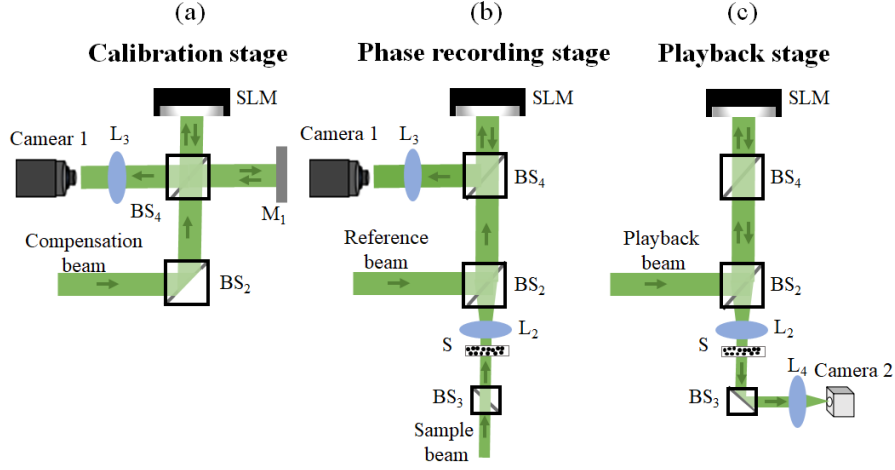 (a)
Calibration stage
SLM
Camear 1
L3
BS4
M1
Compensation
beam
BS2
(b)
Phase recording stage
SLM
Camera 1
L3
BS4
Reference
beam
BS2
L2
S
BS3
Sample
beam
(c)
Playback stage
SLM
BS4
Playback
beam
BS2
L2
S
L4
Camera 2
BS3